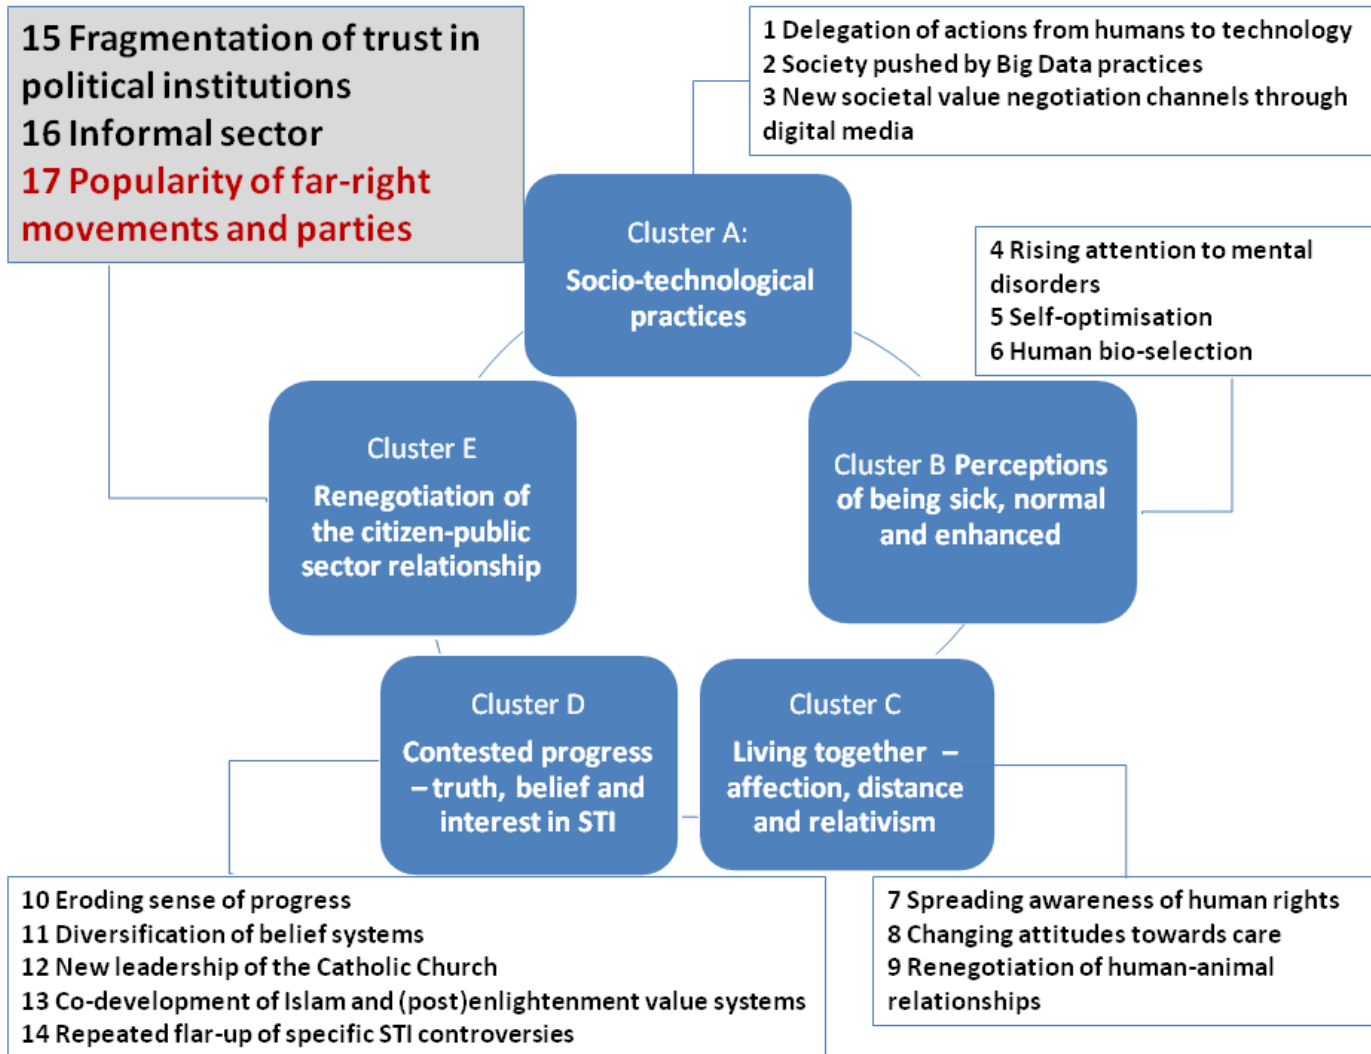 15 Fragmentation of trust in
political institutions
16 Informal sector
17 Popularity of far-right
movements and parties
1 Delegation of actions from humans to technology
2 Society pushed by Big Data practices
3 New societal value negotiation channels through
digital media
Cluster A:
Socio-technological
practices
4 Rising attention to mental
disorders
5 Self-optimisation
6 Human bio-selection
Cluster E
Renegotiation of
the citizen-public
sector relationship
Cluster B Perceptions
of being sick, normal
and enhanced
Cluster D
Contested progress
– truth, belief and
interest in STI
Cluster C
Living together –
affection, distance
and relativism
10 Eroding sense of progress
11 Diversification of belief systems
12 New leadership of the Catholic Church
13 Co-development of Islam and (post)enlightenment value systems
14 Repeated flar-up of specific STI controversies
7 Spreading awareness of human rights
8 Changing attitudes towards care
9 Renegotiation of human-animal
relationships